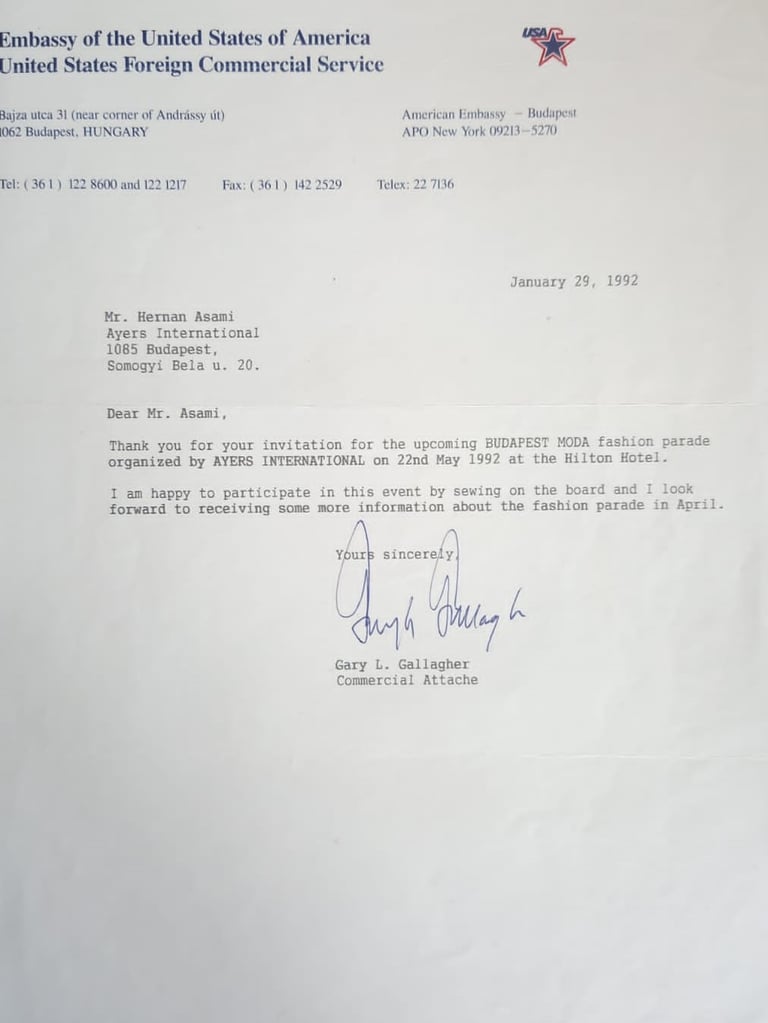 Embassy of the United States of America
United States Foreign Commercial Service
USA
Bajza utca 31 (near corner of Andrássy út)
1062 Budapest, HUNGARY
American Embassy – Budapest
APO New York 09213–5270
Tel: ( 36 1 ) 122 8600 and 122 1217 Fax: ( 36 1 ) 142 2529 Telex: 22 7136
January 29, 1992
Mr. Hernan Asami
Ayers International
1085 Budapest,
Somogyi Bela u. 20.
Dear Mr. Asami,
Thank you for your invitation for the upcoming BUDAPEST MODA fashion parade
organized by AYERS INTERNATIONAL on 22nd May 1992 at the Hilton Hotel.
I am happy to participate in this event by sewing on the board and I look
forward to receiving some more information about the fashion parade in April.
Yours sincerely,
Gary L. Gallagher
Commercial Attache